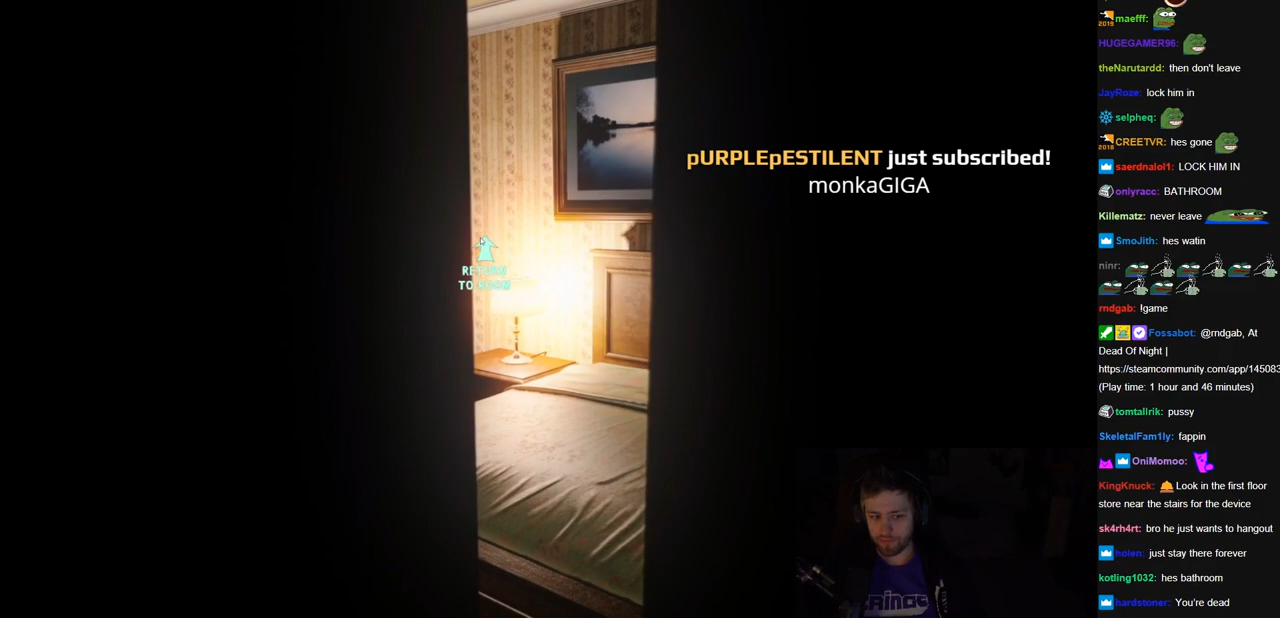 maefff:
HUGEGAMER96:
theNarutardd: then don't leave
JayRoze: lock him in
selpheq:
CREETVR: hes gone
saerdnalol1: LOCK HIM IN
onlyracc: BATHROOM
Killematz: never leave
SmoJith: hes watin
ninr:
rndgab: !game
Fossabot: @rndgab, At
Dead Of Night |
https://steamcommunity.com/app/145083
(Play time: 1 hour and 46 minutes)
tomtallrik: pussy
SkeletalFam1ly: fappin
OniMomoo:
KingKnuck: Look in the first floor
store near the stairs for the device
sk4rh4rt: bro he just wants to hangout
holen: just stay there forever
kotling1032: hes bathroom
hardstoner: You're dead
pURPLEpESTILENT just subscribed!
monkaGIGA
RETURN
TO ROOM